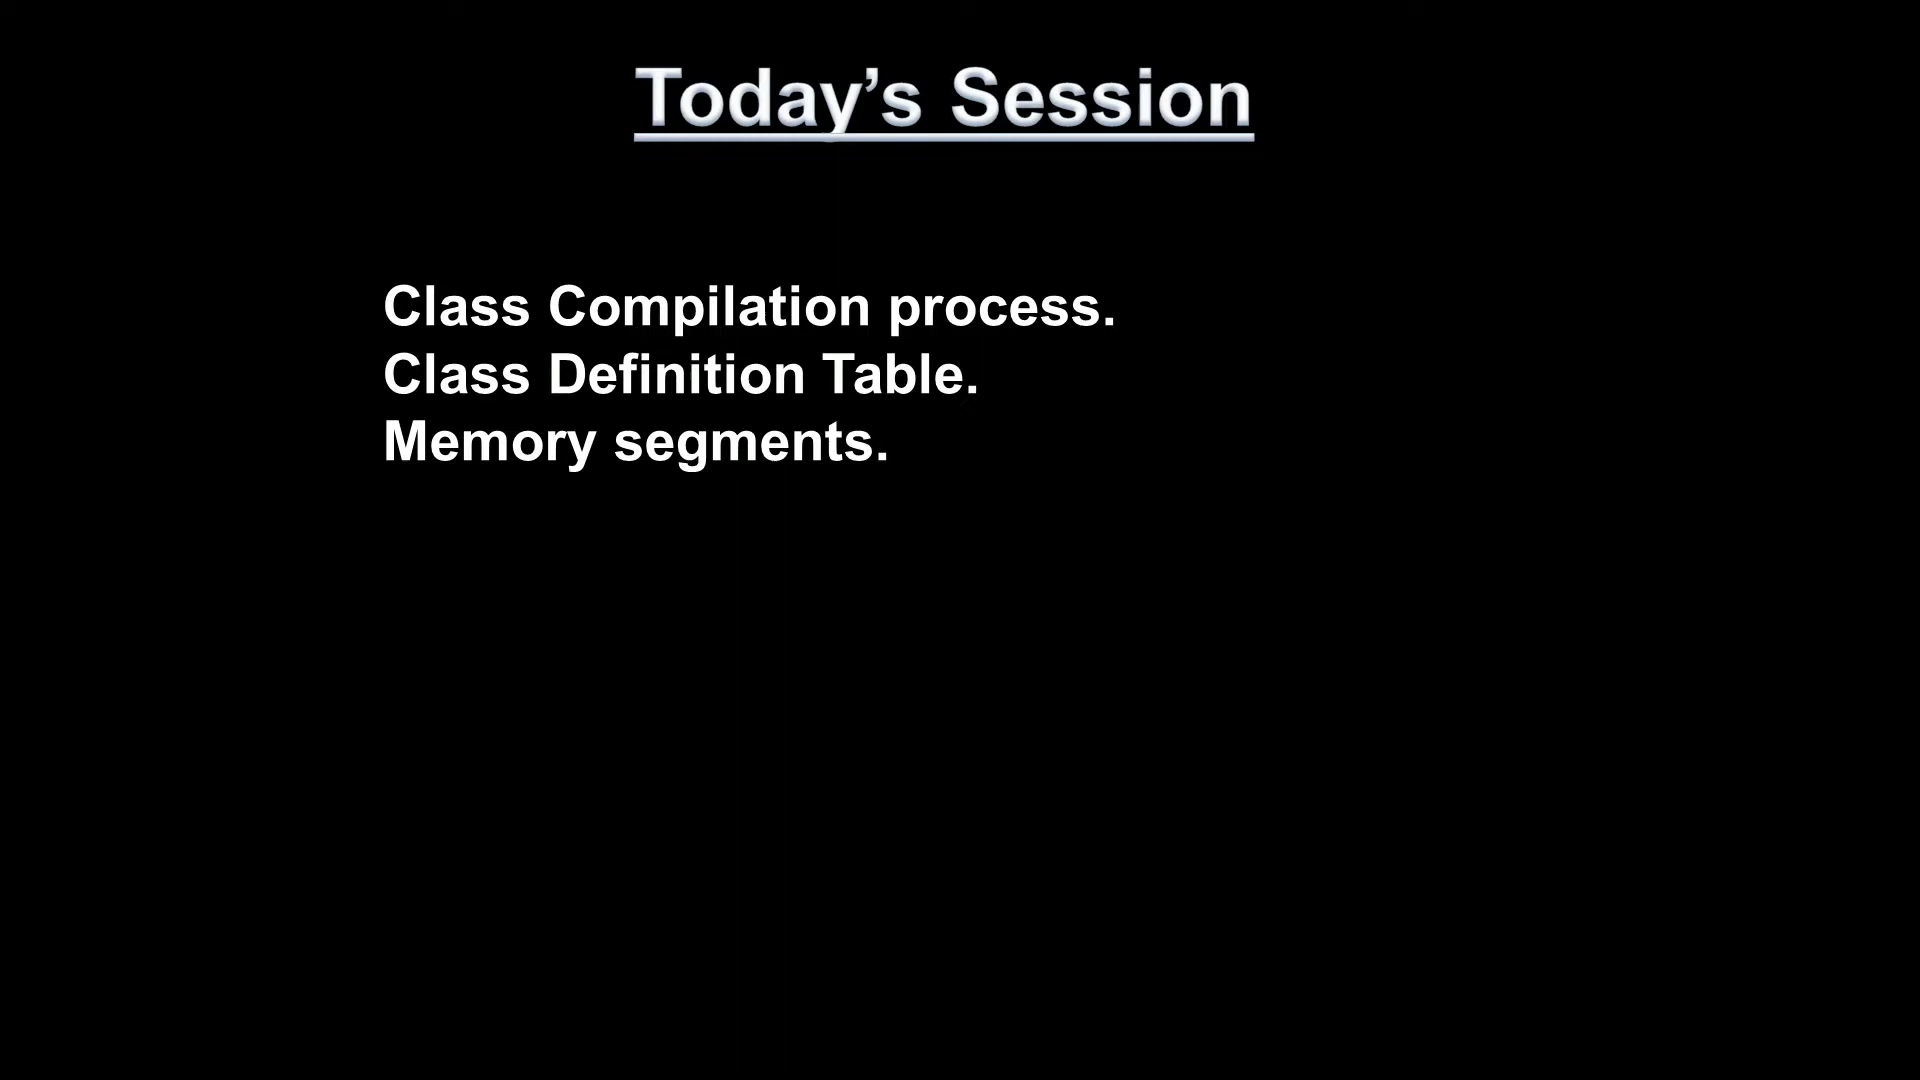 Today’s Session
Class Compilation process.
Class Definition Table.
Memory segments.